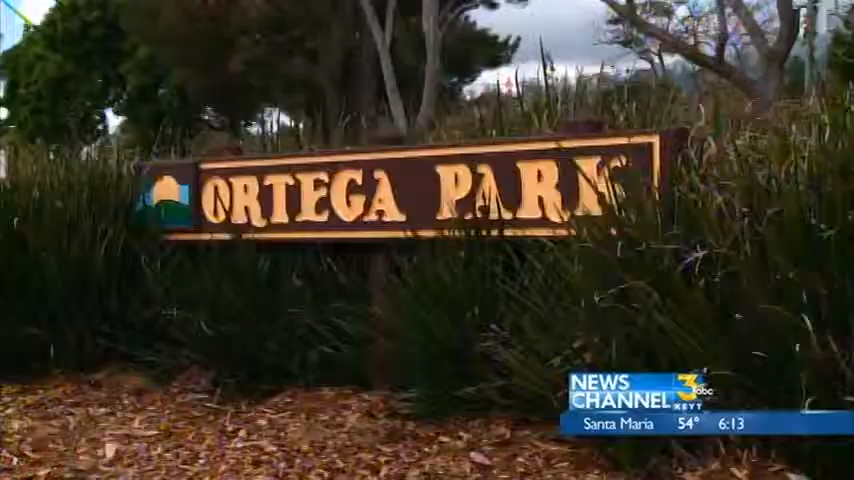 ORTEGA PARK
NEWS
CHANNEL 3 abc
KEYT
Santa Maria 54° 6:13